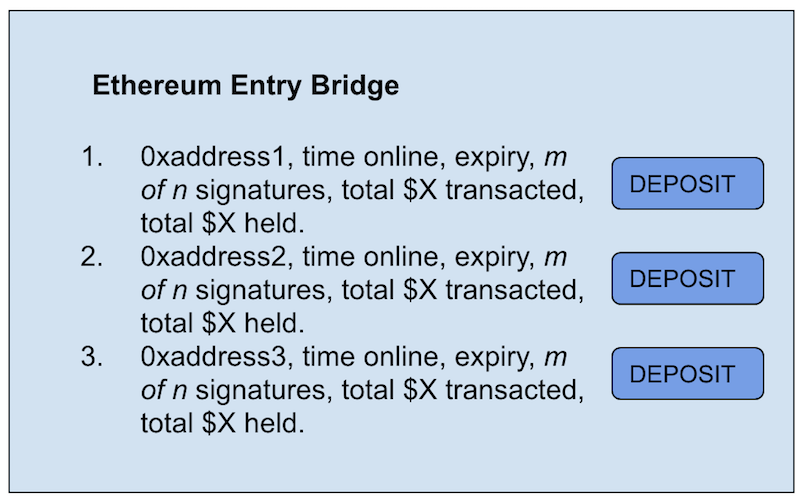 Ethereum Entry Bridge
1. 0xaddress1, time online, expiry, m
of n signatures, total $X transacted,
total $X held.
DEPOSIT
2. 0xaddress2, time online, expiry, m
of n signatures, total $X transacted,
total $X held.
DEPOSIT
3. 0xaddress3, time online, expiry, m
of n signatures, total $X transacted,
total $X held.
DEPOSIT